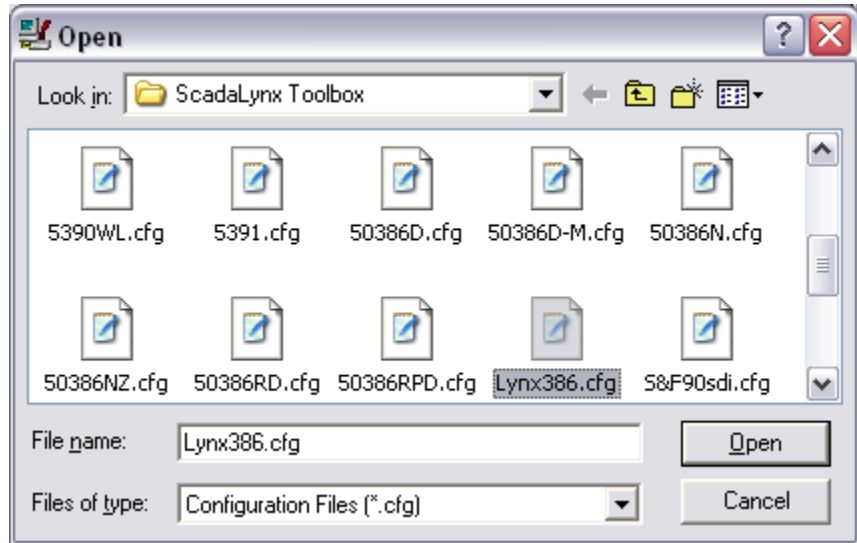 Open
Look in: ScadaLynx Toolbox
5390WL.cfg 5391.cfg 50386D.cfg 50386D-M.cfg 50386N.cfg
50386NZ.cfg 50386RD.cfg 50386RPD.cfg Lynx386.cfg S&F90sdi.cfg
File name: Lynx386.cfg Open
Files of type: Configuration Files (*.cfg) Cancel